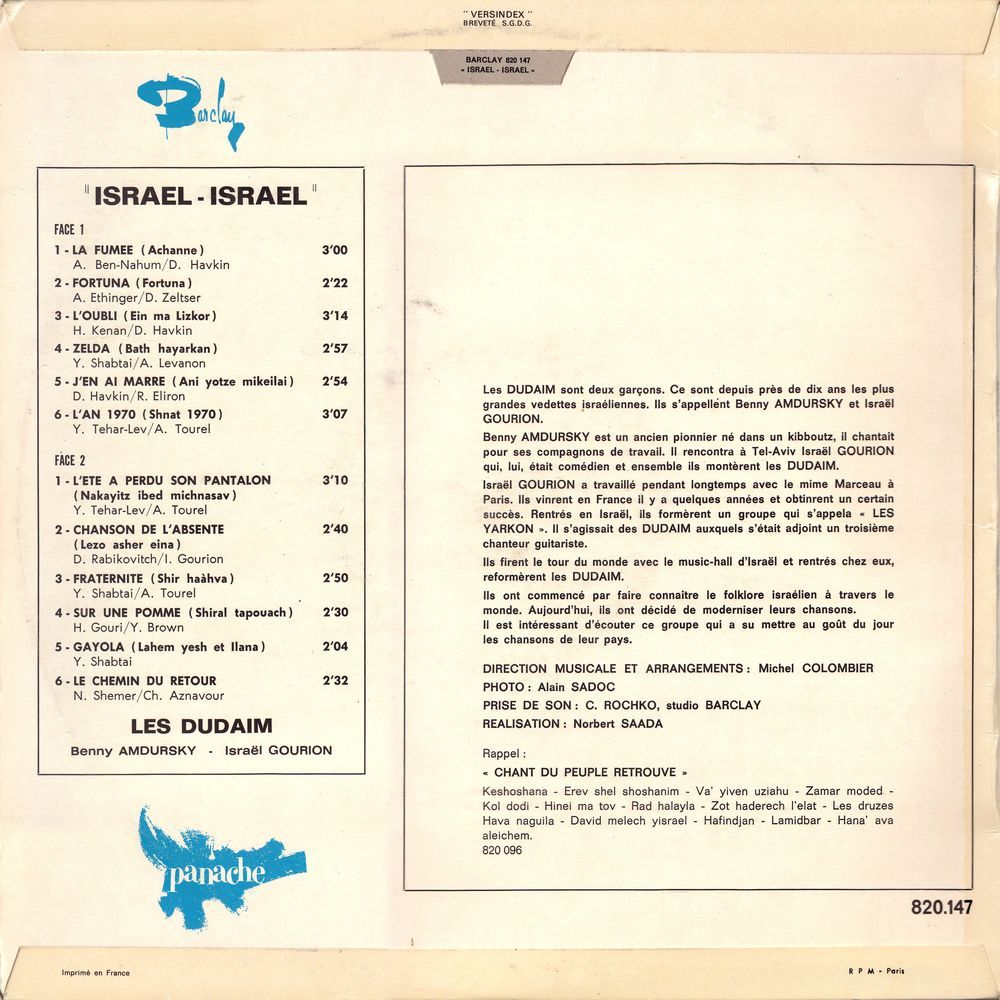 " VERSINDEX "
BREVETÉ S.G.D.G.
BARCLAY 820 147
« ISRAEL - ISRAEL »
Barclay
"ISRAEL - ISRAEL"
FACE 1
1 - LA FUMEE (Achanne) 3'00
A. Ben-Nahum/D. Havkin
2 - FORTUNA (Fortuna) 2'22
A. Ethinger/D. Zeltser
3 - L'OUBLI (Ein ma Lizkor) 3'14
H. Kenan/D. Havkin
4 - ZELDA (Bath hayarkan) 2'57
Y. Shabtai/A. Levanon
5 - J'EN AI MARRE (Ani yotze mikeilai) 2'54
D. Havkin/R. Eliron
6 - L'AN 1970 (Shnat 1970) 3'07
Y. Tehar-Lev/A. Tourel
FACE 2
1 - L'ETE A PERDU SON PANTALON 3'10
(Nakayitz ibed michnasav)
Y. Tehar-Lev/A. Tourel
2 - CHANSON DE L'ABSENTE 2'40
(Lezo asher eina)
D. Rabikovitch/I. Gourion
3 - FRATERNITE (Shir haàhva) 2'50
Y. Shabtai/A. Tourel
4 - SUR UNE POMME (Shiral tapouach) 2'30
H. Gouri/Y. Brown
5 - GAYOLA (Lahem yesh et Ilana) 2'04
Y. Shabtai
6 - LE CHEMIN DU RETOUR 2'32
N. Shemer/Ch. Aznavour
LES DUDAIM
Benny AMDURSKY - Israël GOURION
Les DUDAIM sont deux garçons. Ce sont depuis près de dix ans les plus
grandes vedettes israéliennes. Ils s'appellent Benny AMDURSKY et Israël
GOURION.
Benny AMDURSKY est un ancien pionnier né dans un kibboutz, il chantait
pour ses compagnons de travail. Il rencontra à Tel-Aviv Israël GOURION
qui, lui, était comédien et ensemble ils montèrent les DUDAIM.
Israël GOURION a travaillé pendant longtemps avec le mime Marceau à
Paris. Ils vinrent en France il y a quelques années et obtinrent un certain
succès. Rentrés en Israël, ils formèrent un groupe qui s'appela « LES
YARKON ». Il s'agissait des DUDAIM auxquels s'était adjoint un troisième
chanteur guitariste.
Ils firent le tour du monde avec le music-hall d'Israël et rentrés chez eux,
reformèrent les DUDAIM.
Ils ont commencé par faire connaitre le folklore israélien à travers le
monde. Aujourd'hui, ils ont décidé de moderniser leurs chansons.
Il est intéressant d'écouter ce groupe qui a su mettre au goût du jour
les chansons de leur pays.
DIRECTION MUSICALE ET ARRANGEMENTS : Michel COLOMBIER
PHOTO : Alain SADOC
PRISE DE SON : C. ROCHKO, studio BARCLAY
REALISATION : Norbert SAADA
Rappel :
« CHANT DU PEUPLE RETROUVE »
Keshoshana - Erev shel shoshanim - Va' yiven uziahu - Zamar moded -
Kol dodi - Hinei ma tov - Rad halayla - Zot haderech l'elat - Les druzes
Hava naguila - David melech yisrael - Hafindjan - Lamidbar - Hana' ava
aleichem.
820 096
panache
820.147
Imprimé en France
R P M - Paris